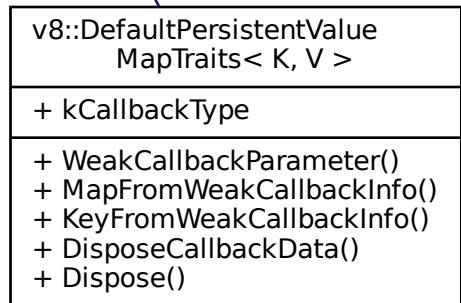 v8::DefaultPersistentValue
MapTraits< K, V >
+ kCallbackType
+ WeakCallbackParameter()
+ MapFromWeakCallbackInfo()
+ KeyFromWeakCallbackInfo()
+ DisposeCallbackData()
+ Dispose()